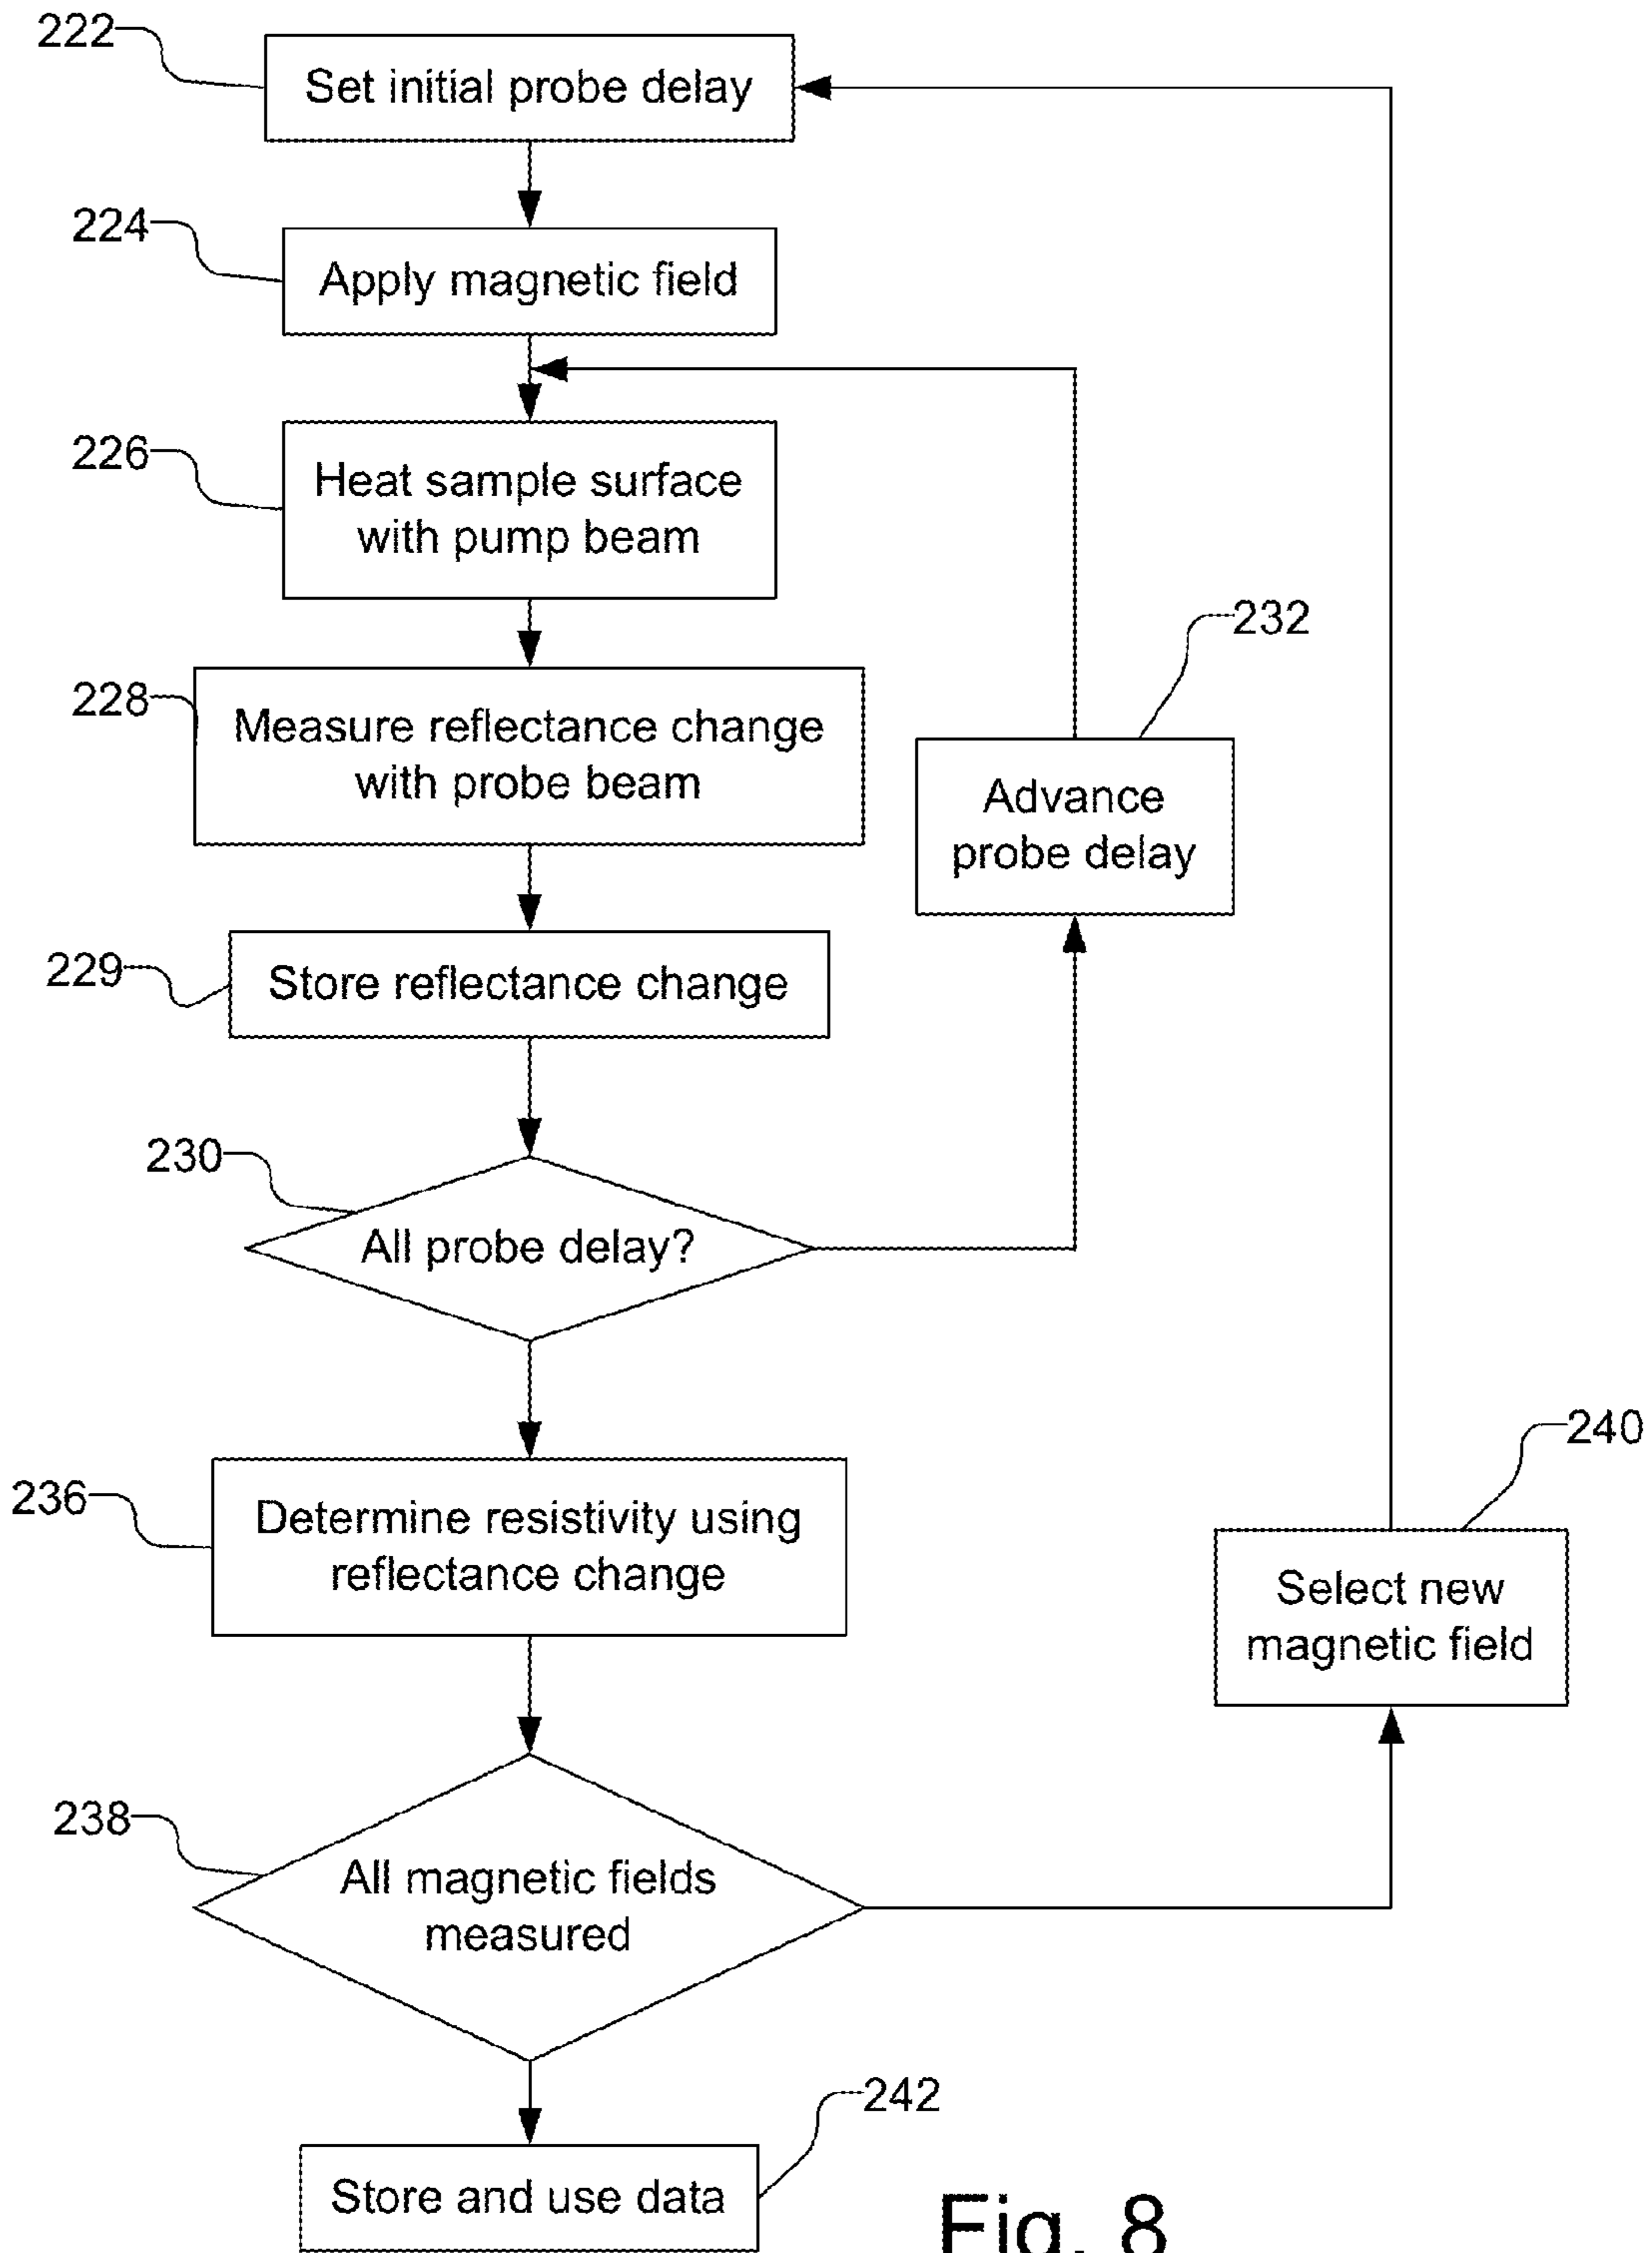 222
Set initial probe delay
224
Apply magnetic field
226
Heat sample surface
with pump beam
228
Measure reflectance change
with probe beam
232
Advance
probe delay
229
Store reflectance change
230
All probe delay?
236
Determine resistivity using
reflectance change
240
Select new
magnetic field
238
All magnetic fields
measured
242
Store and use data
Fig. 8